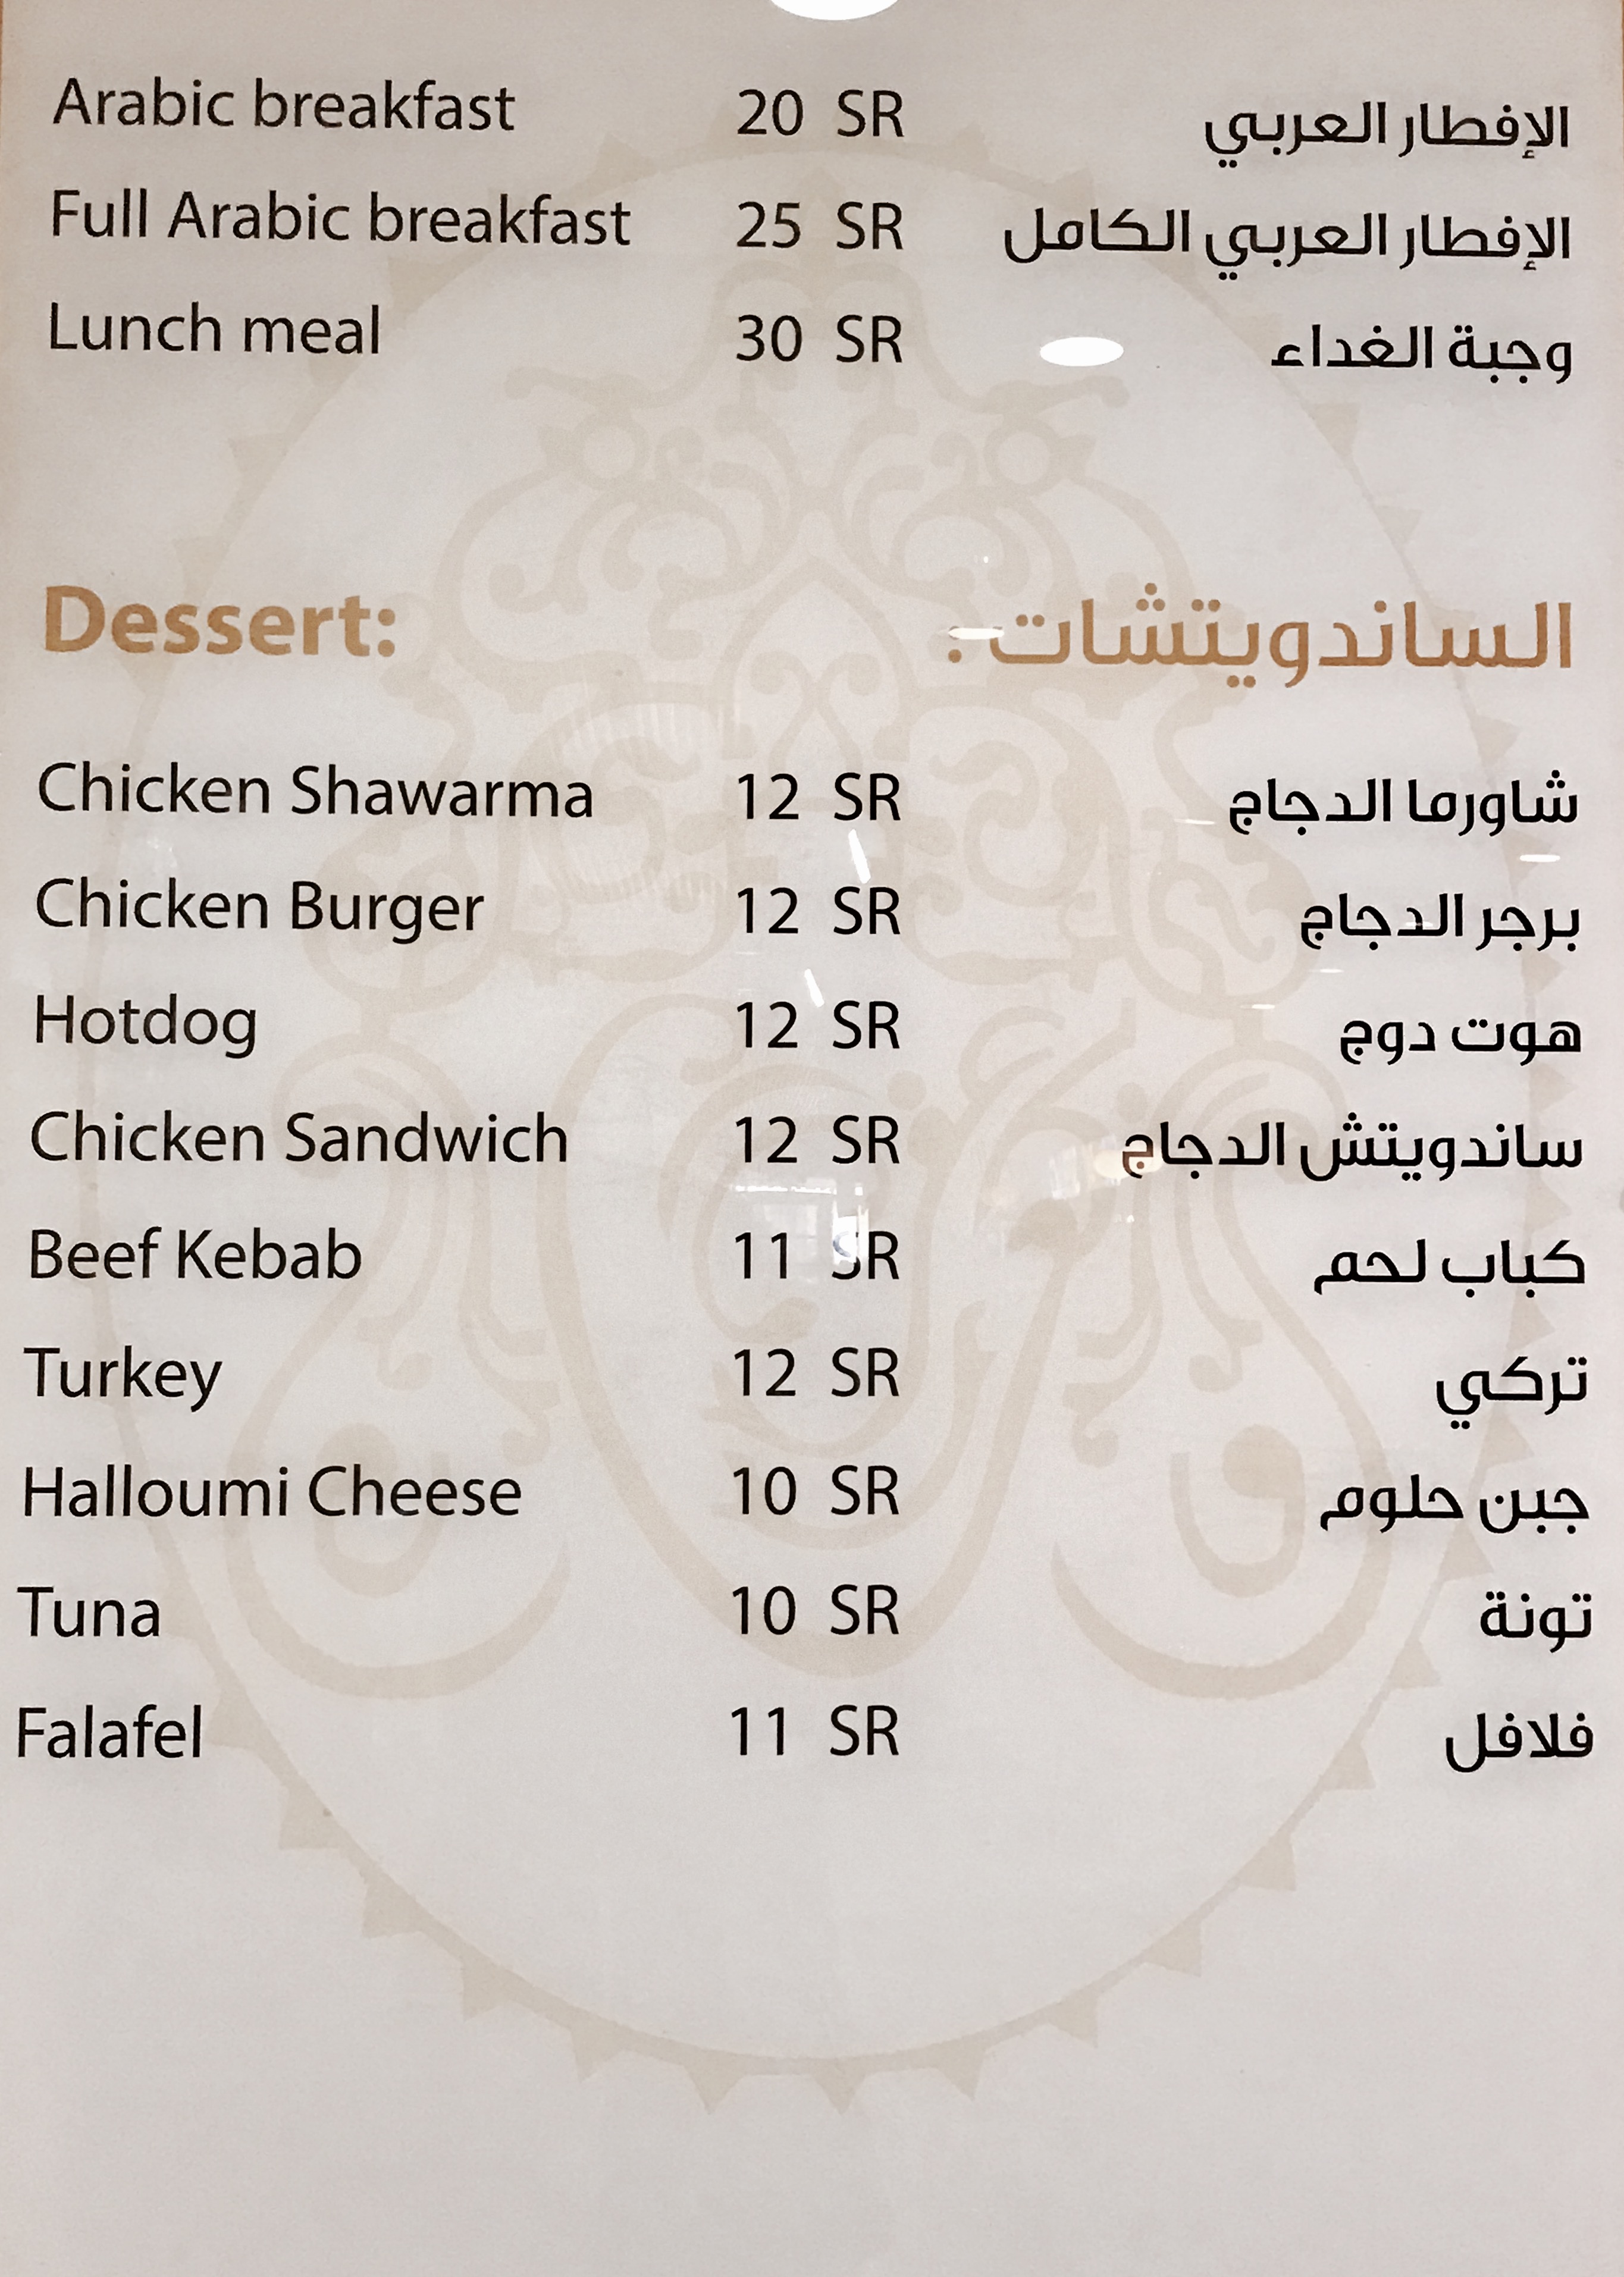 Arabic breakfast 20 SR الإفطار العربي
Full Arabic breakfast 25 SR الإفطار العربي الكامل
Lunch meal 30 SR وجبة الغداء
Dessert: الساندويتشات:
Chicken Shawarma 12 SR شاورما الدجاج
Chicken Burger 12 SR برجر الدجاج
Hotdog 12 SR هوت دوج
Chicken Sandwich 12 SR ساندويتش الدجاج
Beef Kebab 11 SR كباب لحم
Turkey 12 SR تركي
Halloumi Cheese 10 SR جبن حلوم
Tuna 10 SR تونة
Falafel 11 SR فلافل